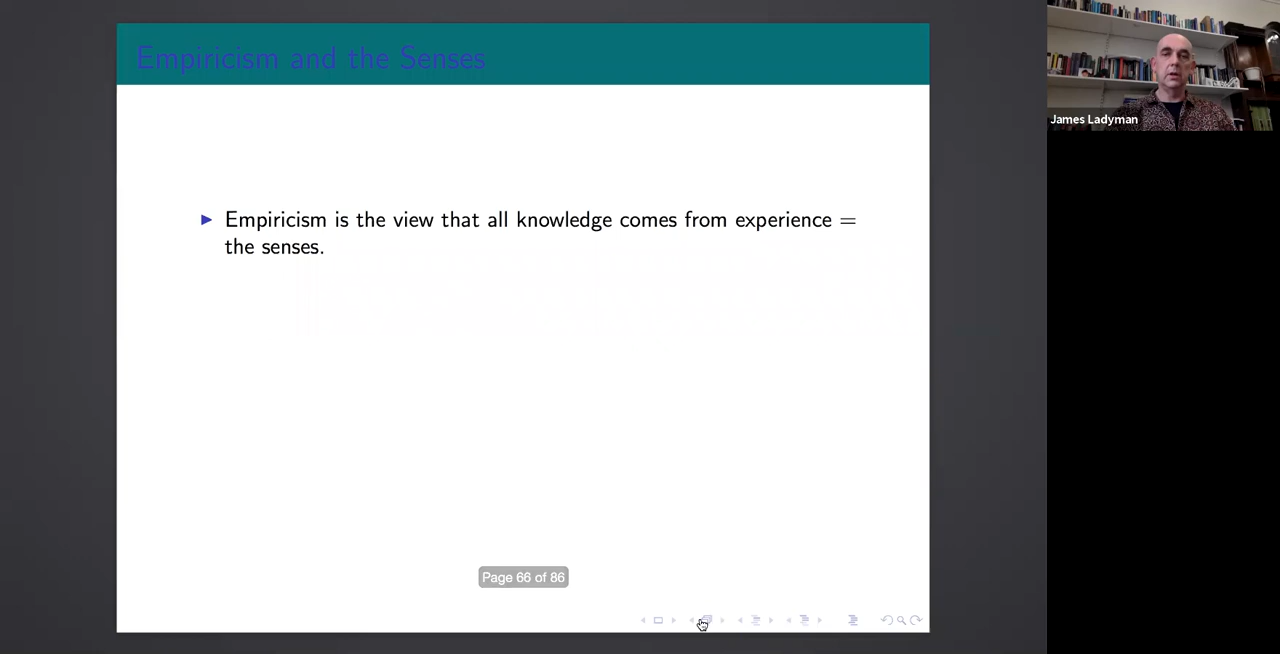 Empiricism and the Senses
James Ladyman
Empiricism is the view that all knowledge comes from experience =
the senses.
Page 66 of 86